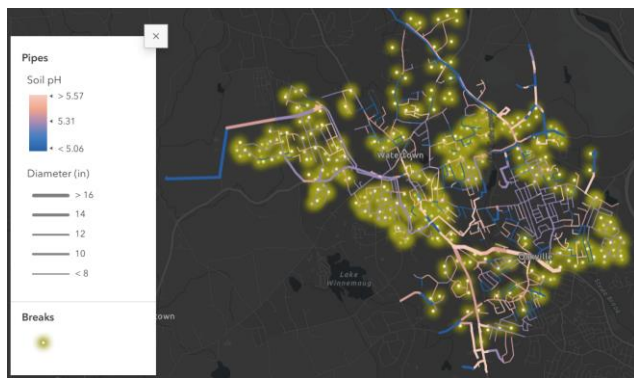 ×
Pipes
Soil pH
> 5.57
5.31
< 5.06
Diameter (in)
> 16
14
12
10
< 8
Breaks
Watertown
Oakville
Lake
Winnemaug
town